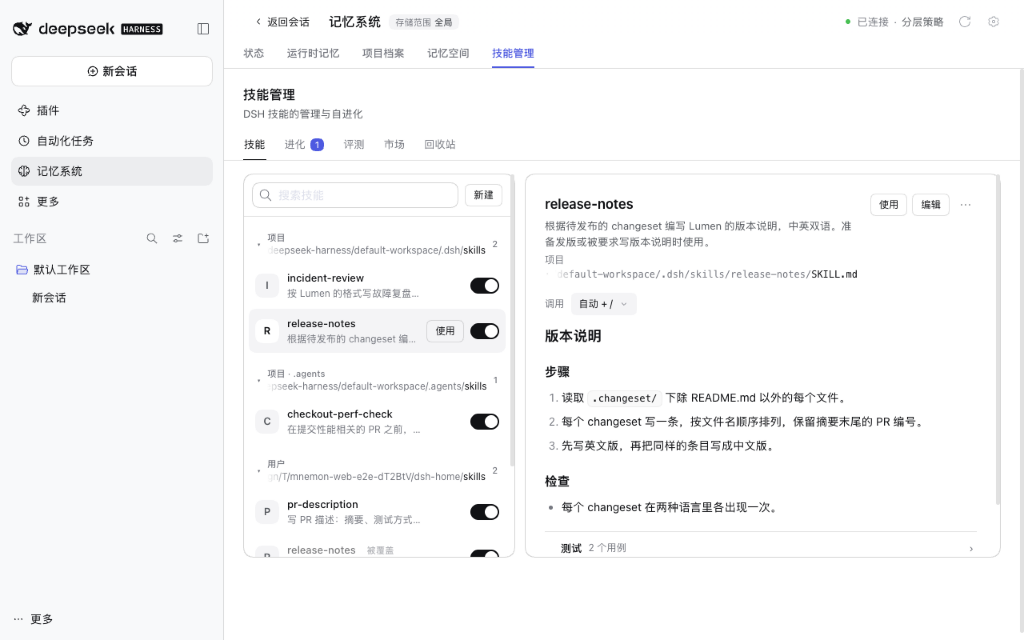 deepseek HARNESS
新会话
插件
自动化任务
记忆系统
更多
工作区
默认工作区
新会话
更多
返回会话
记忆系统
存储范围 全局
已连接 · 分层策略
状态
运行时记忆
项目档案
记忆空间
技能管理
技能管理
DSH 技能的管理与自进化
技能
进化 1
评测
市场
回收站
搜索技能
新建
项目
deepseek-harness/default-workspace/.dsh/skills
2
I
incident-review
按 Lumen 的格式写故障复盘...
R
release-notes
根据待发布的 changeset 编...
使用
项目 · .agents
pseek-harness/default-workspace/.agents/skills
1
C
checkout-perf-check
在提交性能相关的 PR 之前，...
用户
/T/mnemon-web-e2e-dT2BtV/dsh-home/skills
2
P
pr-description
写 PR 描述：摘要、测试方式...
release-notes 被覆盖
release-notes
使用
编辑
根据待发布的 changeset 编写 Lumen 的版本说明，中英双语。准
备发版或被要求写版本说明时使用。
项目
default-workspace/.dsh/skills/release-notes/SKILL.md
调用
自动 + /
版本说明
步骤
1. 读取 .changeset/ 下除 README.md 以外的每个文件。
2. 每个 changeset 写一条，按文件名顺序排列，保留摘要末尾的 PR 编号。
3. 先写英文版，再把同样的条目写成中文版。
检查
• 每个 changeset 在两种语言里各出现一次。
测试 2 个用例